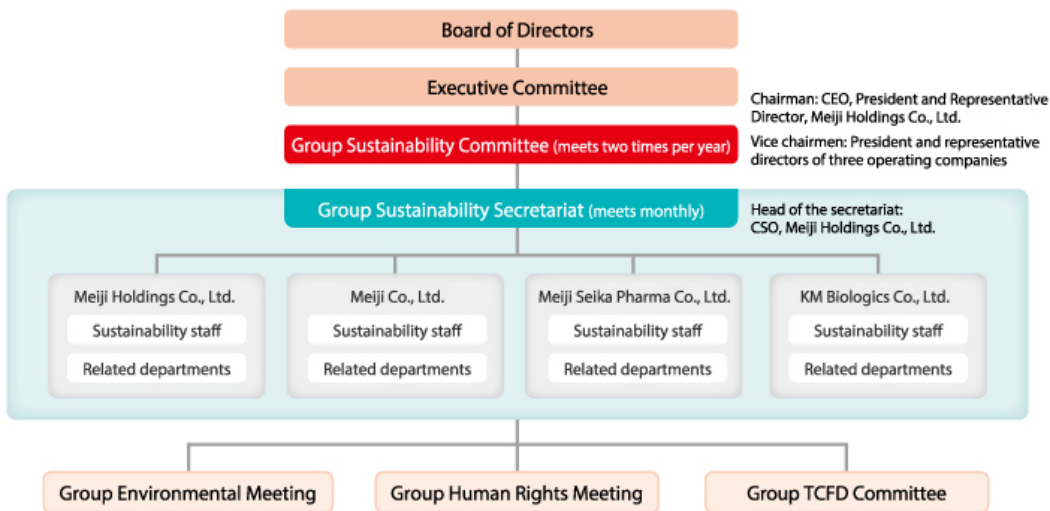 Board of Directors
Executive Committee
Chairman: CEO, President and Representative
Director, Meiji Holdings Co., Ltd.
Group Sustainability Committee (meets two times per year)
Vice chairmen: President and representative
directors of three operating companies
Group Sustainability Secretariat (meets monthly)
Head of the secretariat:
CSO, Meiji Holdings Co., Ltd.
Meiji Holdings Co., Ltd.
Sustainability staff
Related departments
Meiji Co., Ltd.
Sustainability staff
Related departments
Meiji Seika Pharma Co., Ltd.
Sustainability staff
Related departments
KM Biologics Co., Ltd.
Sustainability staff
Related departments
Group Environmental Meeting
Group Human Rights Meeting
Group TCFD Committee